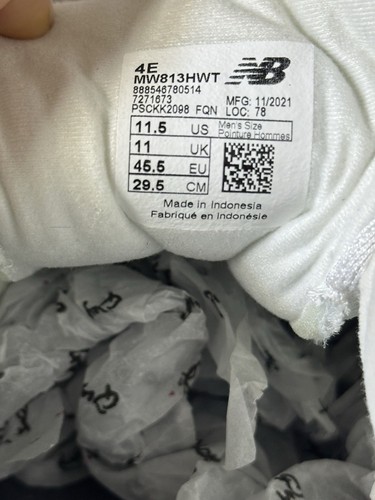 4E
MW813HWT
888546780514
7271673
PSCKK2098 FQN
MFG: 11/2021
LOC: 78
NB
11.5 US
Men's Size
Pointure Hommes
11 UK
45.5 EU
29.5 CM
Made in Indonesia
Fabriqué en Indonésie